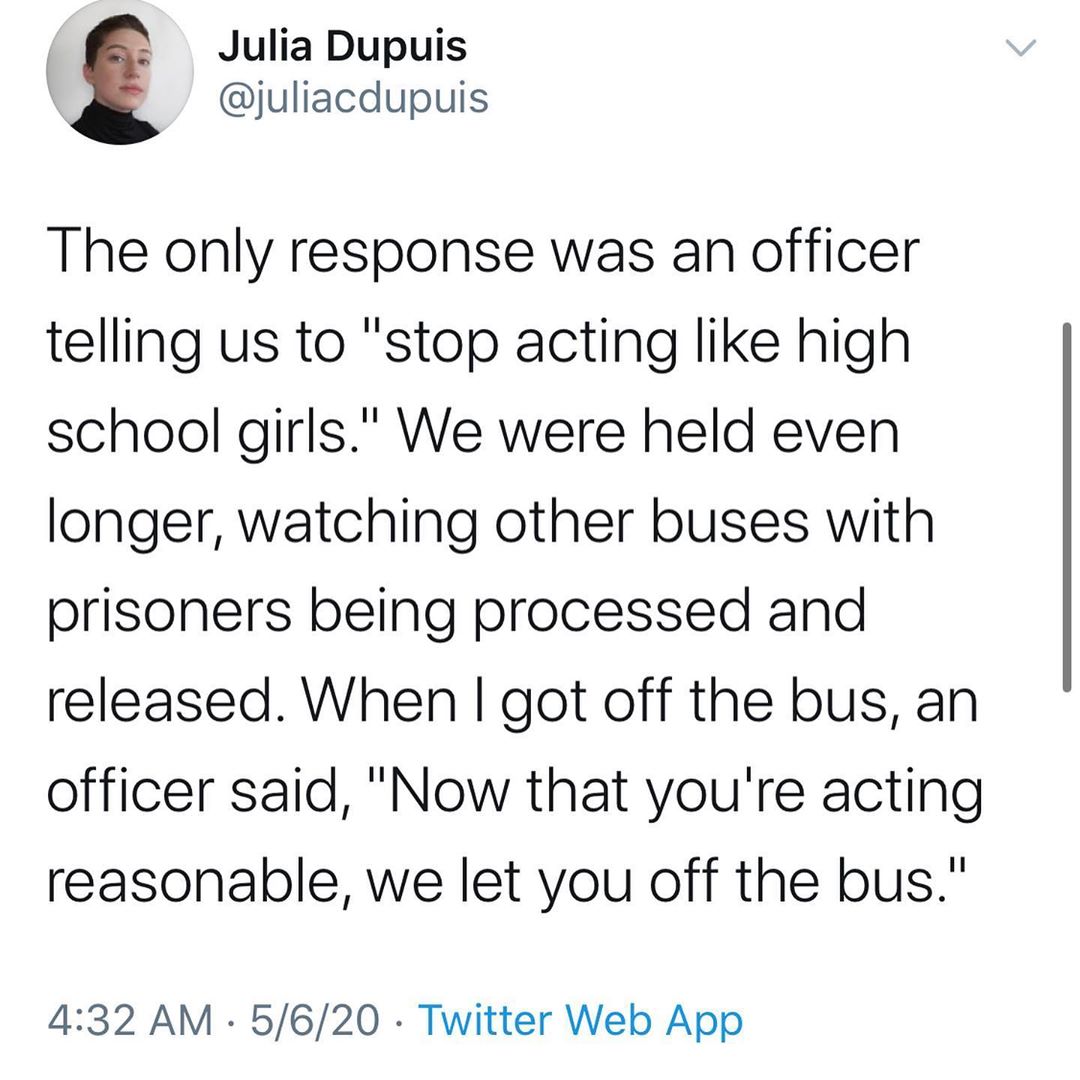 Julia Dupuis
@juliacdupuis
The only response was an officer
telling us to "stop acting like high
school girls." We were held even
longer, watching other buses with
prisoners being processed and
released. When I got off the bus, an
officer said, "Now that you're acting
reasonable, we let you off the bus."
4:32 AM · 5/6/20 · Twitter Web App